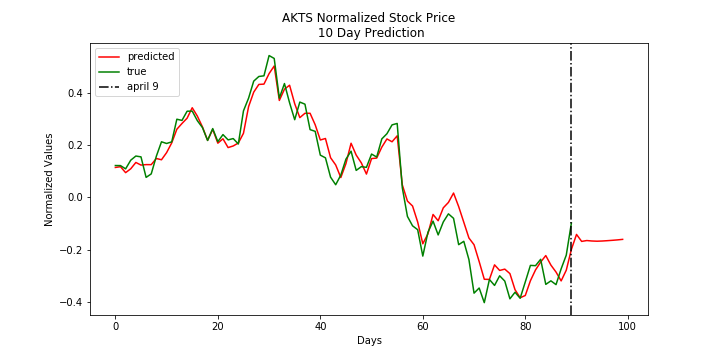 AKTS Normalized Stock Price
10 Day Prediction
predicted
true
april 9
Normalized Values
0.4
0.2
0.0
−0.2
−0.4
0 20 40 60 80 100
Days